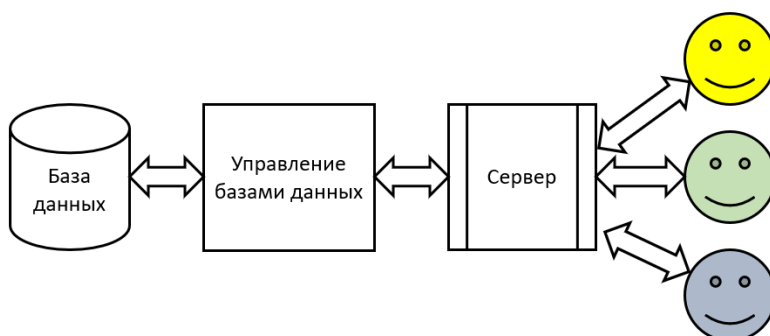 База
данных
Управление
базами данных
Сервер